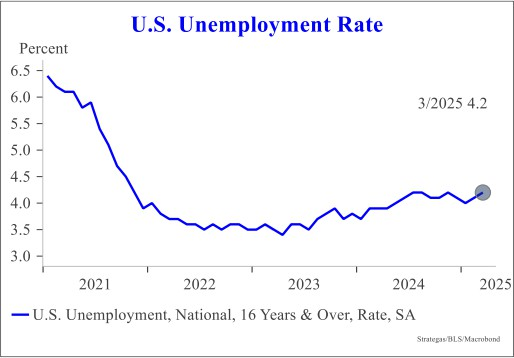 U.S. Unemployment Rate
Percent
6.5
6.0
3/2025 4.2
5.5
5.0
4.5
4.0
3.5
3.0
2021 2022 2023 2024 2025
U.S. Unemployment, National, 16 Years & Over, Rate, SA
Strategas/BLS/Macrobond